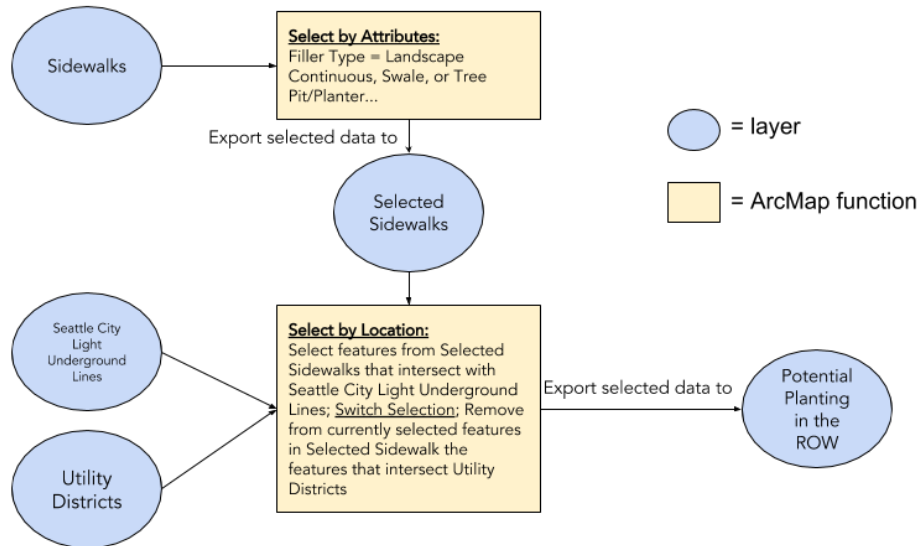 Sidewalks
Select by Attributes:
Filler Type = Landscape
Continuous, Swale, or Tree
Pit/Planter...
Export selected data to
= layer
Selected
Sidewalks
= ArcMap function
Seattle City
Light
Underground
Lines
Select by Location:
Select features from Selected
Sidewalks that intersect with
Seattle City Light Underground
Lines; Switch Selection; Remove
from currently selected features
in Selected Sidewalk the
features that intersect Utility
Districts
Export selected data to
Potential
Planting
in the
ROW
Utility
Districts